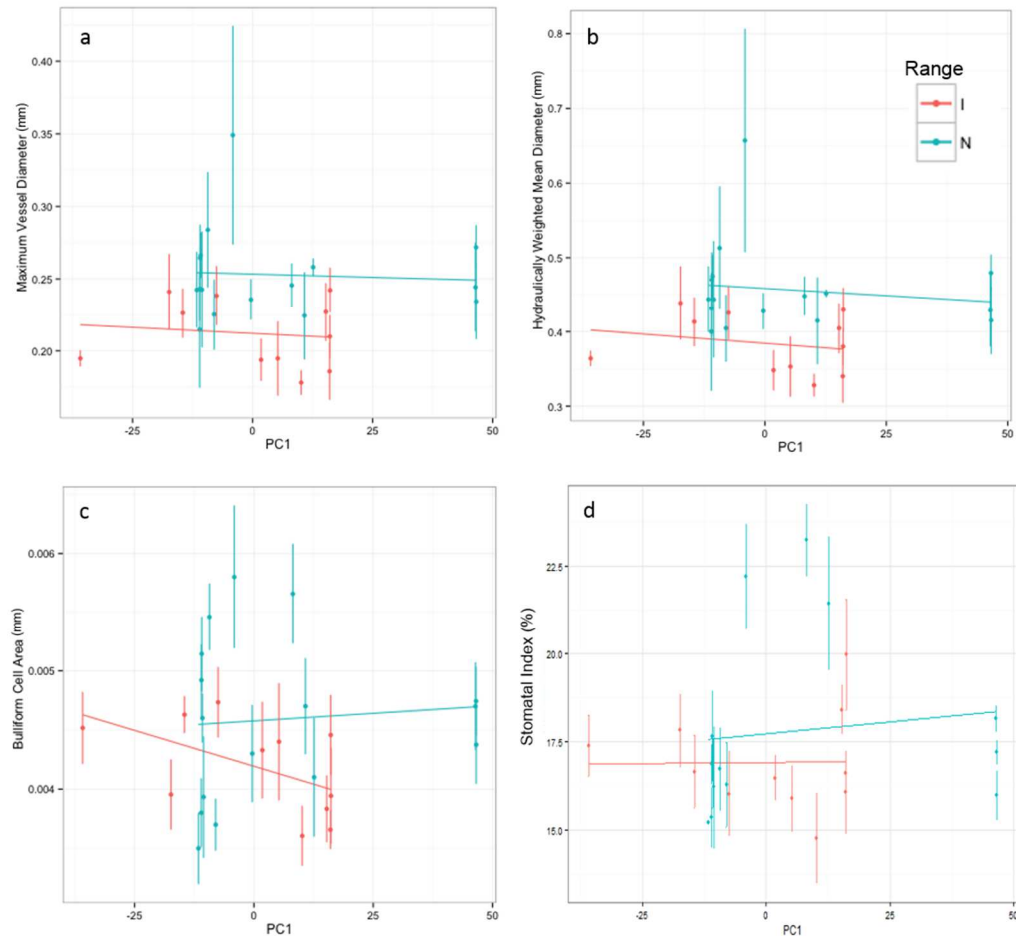 a
Maximum Vessel Diameter (mm)
0.40
0.35
0.30
0.25
0.20
-25
0
25
50
PC1
b
Hydraulically Weighted Mean Diameter (mm)
0.8
0.7
0.6
0.5
0.4
0.3
-25
0
25
50
PC1
Range
I
N
c
Bulliform Cell Area (mm)
0.006
0.005
0.004
-25
0
25
50
PC1
d
Stomatal Index (%)
22.5
20.0
17.5
15.0
-25
0
25
50
PC1